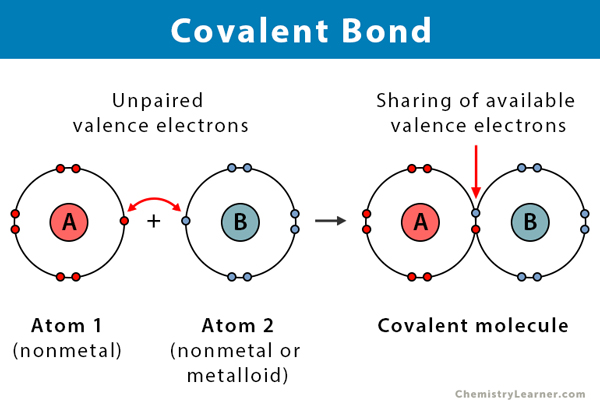 Covalent Bond
Unpaired
valence electrons
Sharing of available
valence electrons
A
+
B
A
B
Atom 1
(nonmetal)
Atom 2
(nonmetal or
metalloid)
Covalent molecule
ChemistryLearner.com